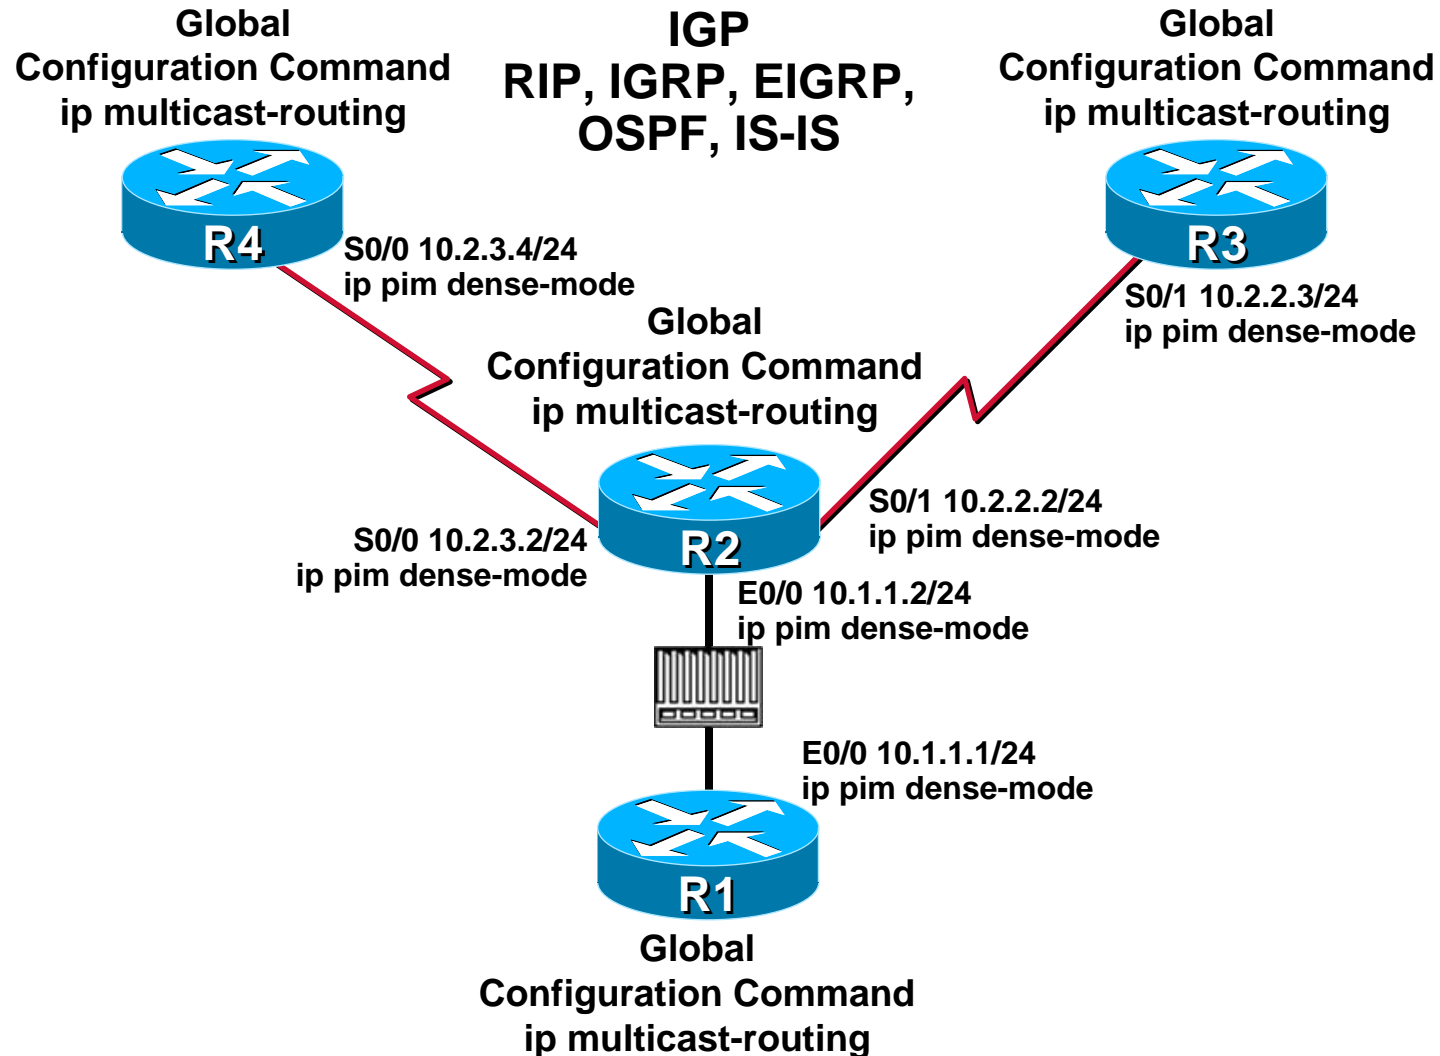 Global
Configuration Command
ip multicast-routing
IGP
RIP, IGRP, EIGRP,
OSPF, IS-IS
Global
Configuration Command
ip multicast-routing
R4
S0/0 10.2.3.4/24
ip pim dense-mode
R3
S0/1 10.2.2.3/24
ip pim dense-mode
Global
Configuration Command
ip multicast-routing
R2
S0/0 10.2.3.2/24
ip pim dense-mode
S0/1 10.2.2.2/24
ip pim dense-mode
E0/0 10.1.1.2/24
ip pim dense-mode
E0/0 10.1.1.1/24
ip pim dense-mode
R1
Global
Configuration Command
ip multicast-routing